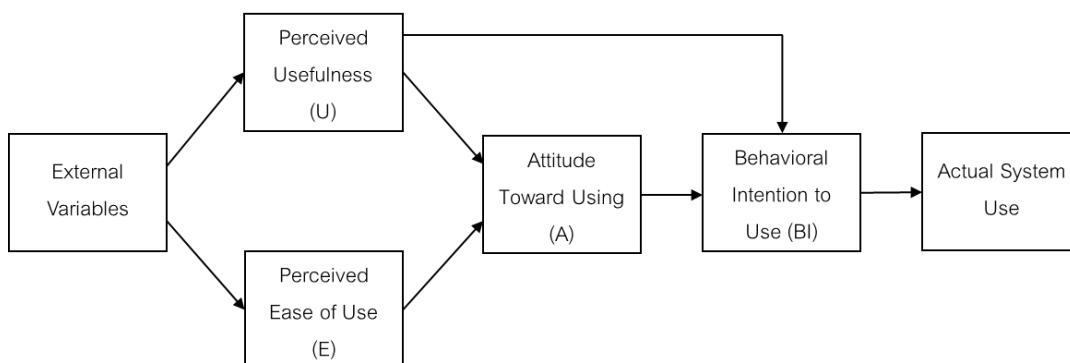 Perceived
Usefulness
(U)
External
Variables
Perceived
Ease of Use
(E)
Attitude
Toward Using
(A)
Behavioral
Intention to
Use (BI)
Actual System
Use